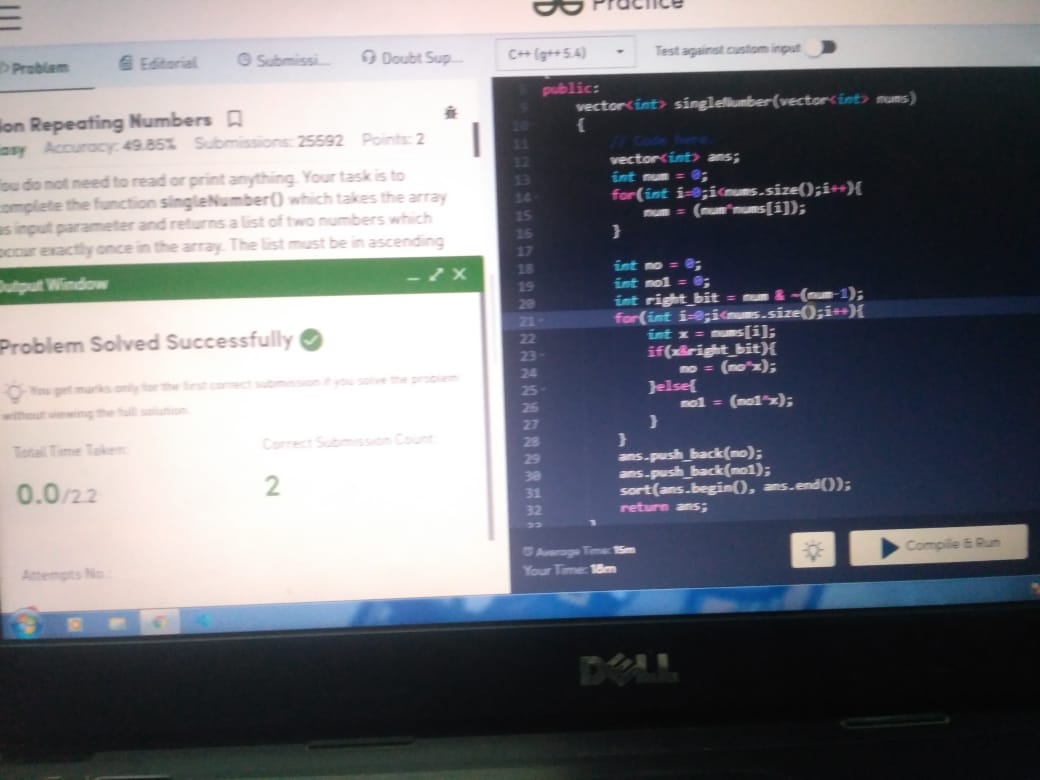 Practice
Problem
Editorial
Submissi...
Doubt Sup...
C++ (g++ 5.4)
Test against custom input
on Repeating Numbers
asy Accuracy: 49.85% Submissions: 25592 Points: 2
ou do not need to read or print anything. Your task is to
omplete the function singleNumber() which takes the array
as input parameter and returns a list of two numbers which
occur exactly once in the array. The list must be in ascending
Output Window
Problem Solved Successfully
You get marks only for the first correct submission if you solve the problem
without viewing the full solution.
Total Time Taken:
0.0/2.2
Correct Submission Count:
2
Attempts No.:
public:
9 vector<int> singleNumber(vector<int> nums)
10 {
11 // Code here.
12 vector<int> ans;
13 int num = 0;
14 for(int i=0;i<nums.size();i++){
15 num = (num^nums[i]);
16 }
17
18 int no = 0;
19 int no1 = 0;
20 int right_bit = num & ~(num-1);
21 for(int i=0;i<nums.size();i++){
22 int x = nums[i];
23 if(x&right_bit){
24 no = (no^x);
25 }else{
26 no1 = (no1^x);
27 }
28 }
29 ans.push_back(no);
30 ans.push_back(no1);
31 sort(ans.begin(), ans.end());
32 return ans;
Average Time: 15m
Your Time: 18m
Compile & Run
DELL